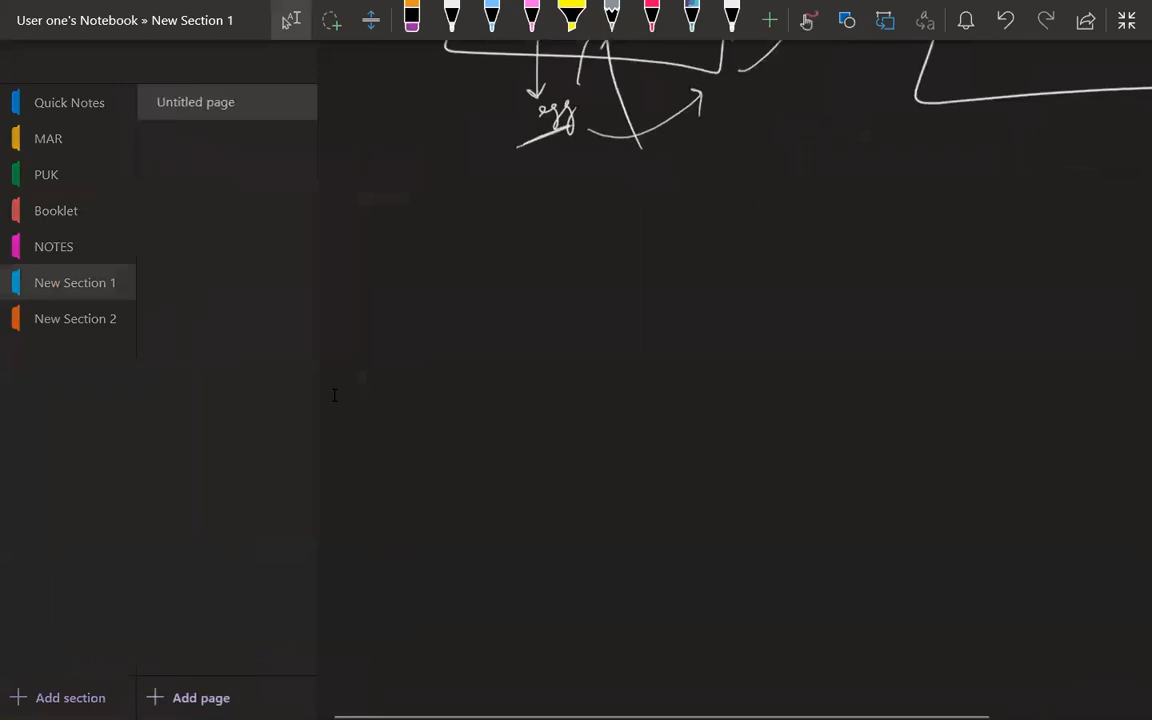 User one's Notebook » New Section 1
Quick Notes
Untitled page
MAR
PUK
Booklet
NOTES
New Section 1
New Section 2
egg
Add section
Add page